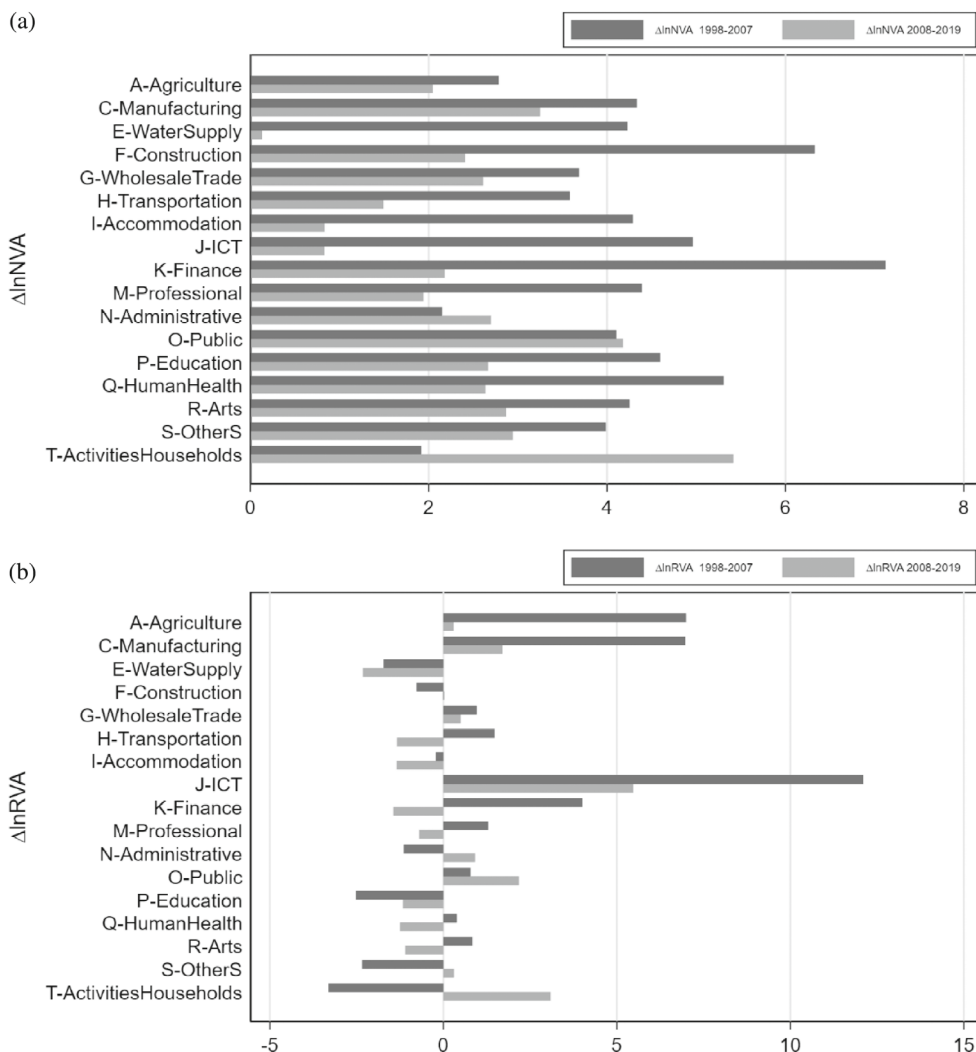 (a)
ΔlnNVA 1998-2007 ΔlnNVA 2008-2019
A-Agriculture
C-Manufacturing
E-WaterSupply
F-Construction
G-WholesaleTrade
H-Transportation
I-Accommodation
J-ICT
K-Finance
M-Professional
N-Administrative
O-Public
P-Education
Q-HumanHealth
R-Arts
S-OtherS
T-ActivitiesHouseholds
ΔlnNVA
0 2 4 6 8
(b)
ΔlnRVA 1998-2007 ΔlnRVA 2008-2019
A-Agriculture
C-Manufacturing
E-WaterSupply
F-Construction
G-WholesaleTrade
H-Transportation
I-Accommodation
J-ICT
K-Finance
M-Professional
N-Administrative
O-Public
P-Education
Q-HumanHealth
R-Arts
S-OtherS
T-ActivitiesHouseholds
ΔlnRVA
-5 0 5 10 15